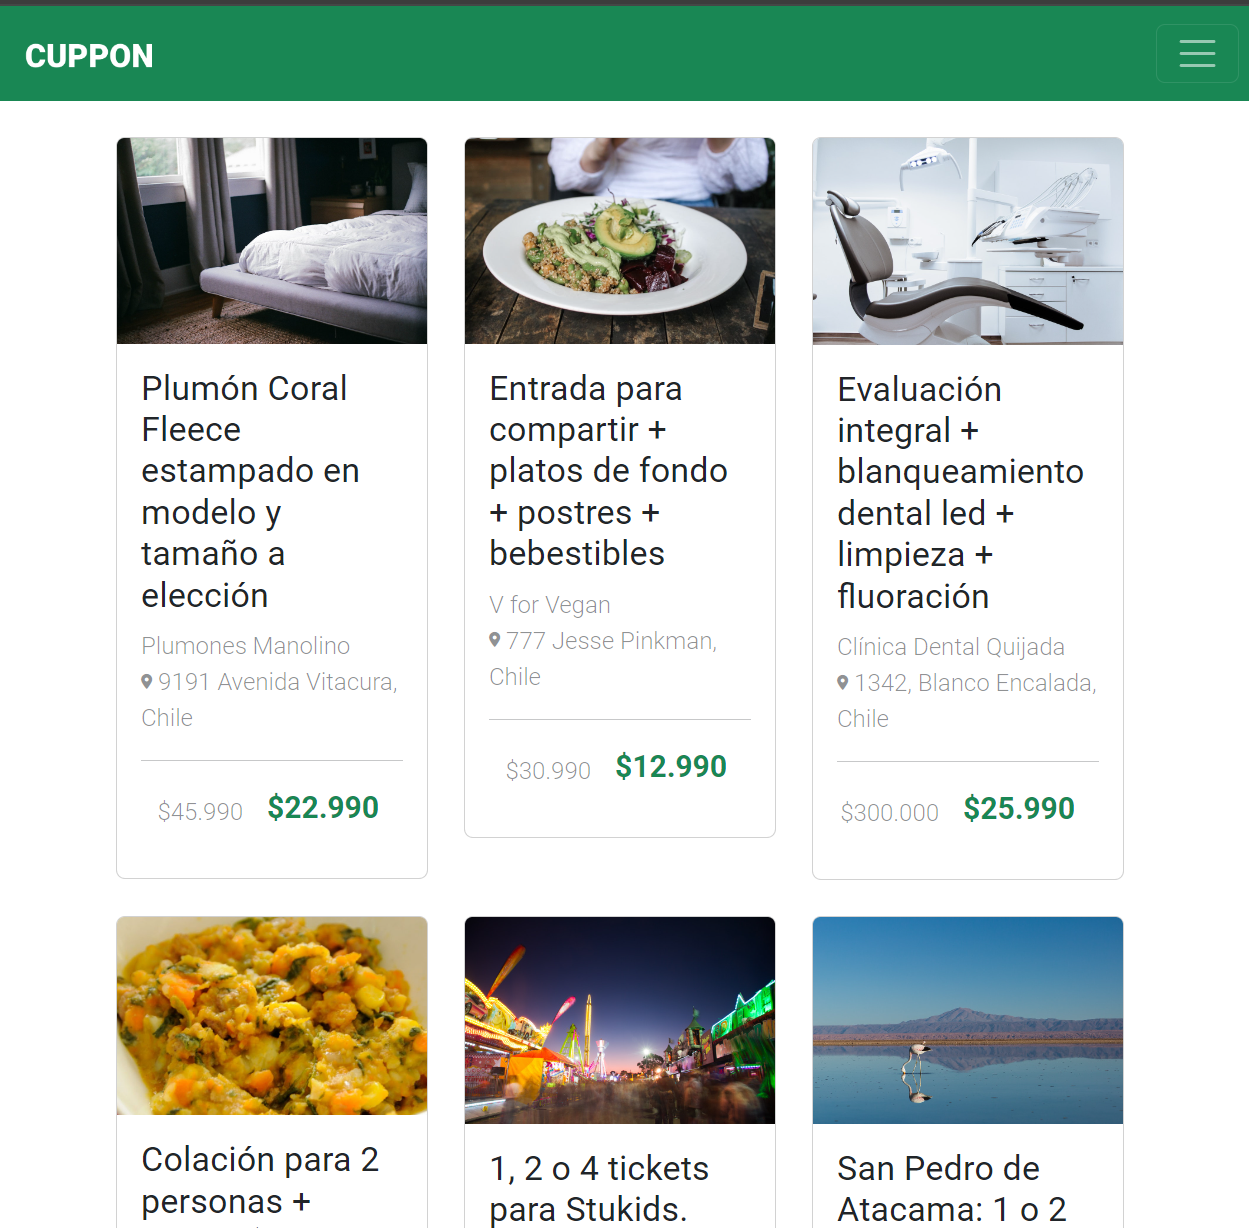 CUPPON
Plumón Coral
Fleece
estampado en
modelo y
tamaño a
elección
Plumones Manolino
9191 Avenida Vitacura,
Chile
$45.990 $22.990
Entrada para
compartir +
platos de fondo
+ postres +
bebestibles
V for Vegan
777 Jesse Pinkman,
Chile
$30.990 $12.990
Evaluación
integral +
blanqueamiento
dental led +
limpieza +
fluoración
Clínica Dental Quijada
1342, Blanco Encalada,
Chile
$300.000 $25.990
Colación para 2
personas +
1, 2 o 4 tickets
para Stukids.
San Pedro de
Atacama: 1 o 2